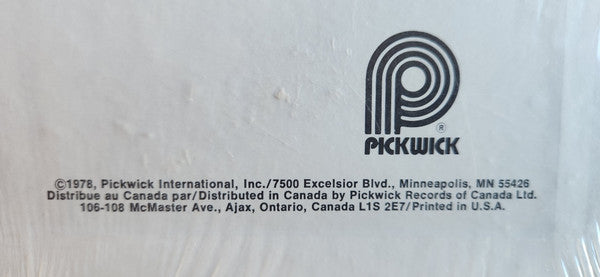 P
®
PICKWICK
©1978, Pickwick International, Inc./7500 Excelsior Blvd., Minneapolis, MN 55426
Distribue au Canada par/Distributed in Canada by Pickwick Records of Canada Ltd.
106-108 McMaster Ave., Ajax, Ontario, Canada L1S 2E7/Printed in U.S.A.